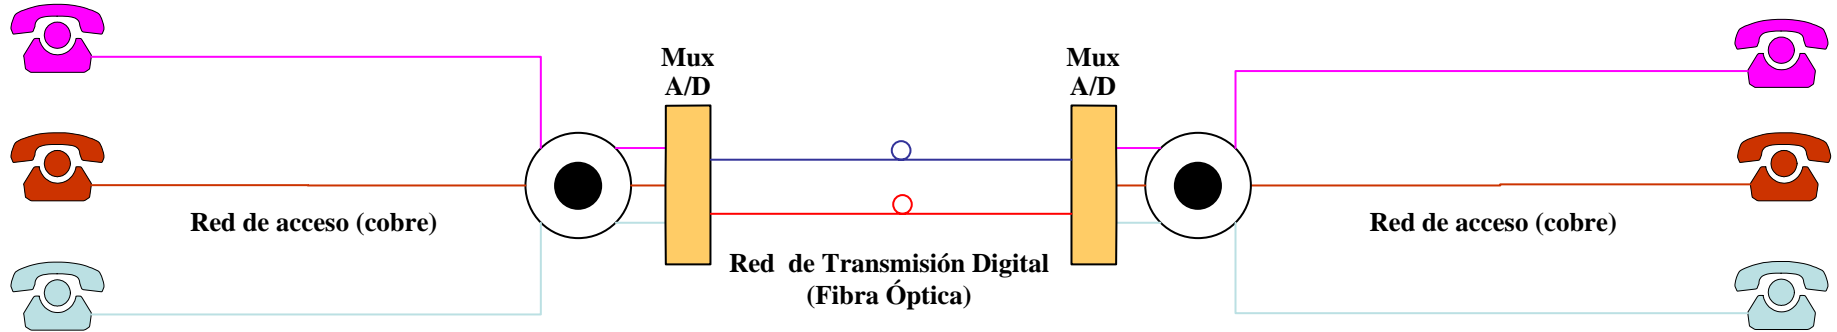 Mux
A/D
Mux
A/D
Red de acceso (cobre)
Red de acceso (cobre)
Red de Transmisión Digital
(Fibra Óptica)